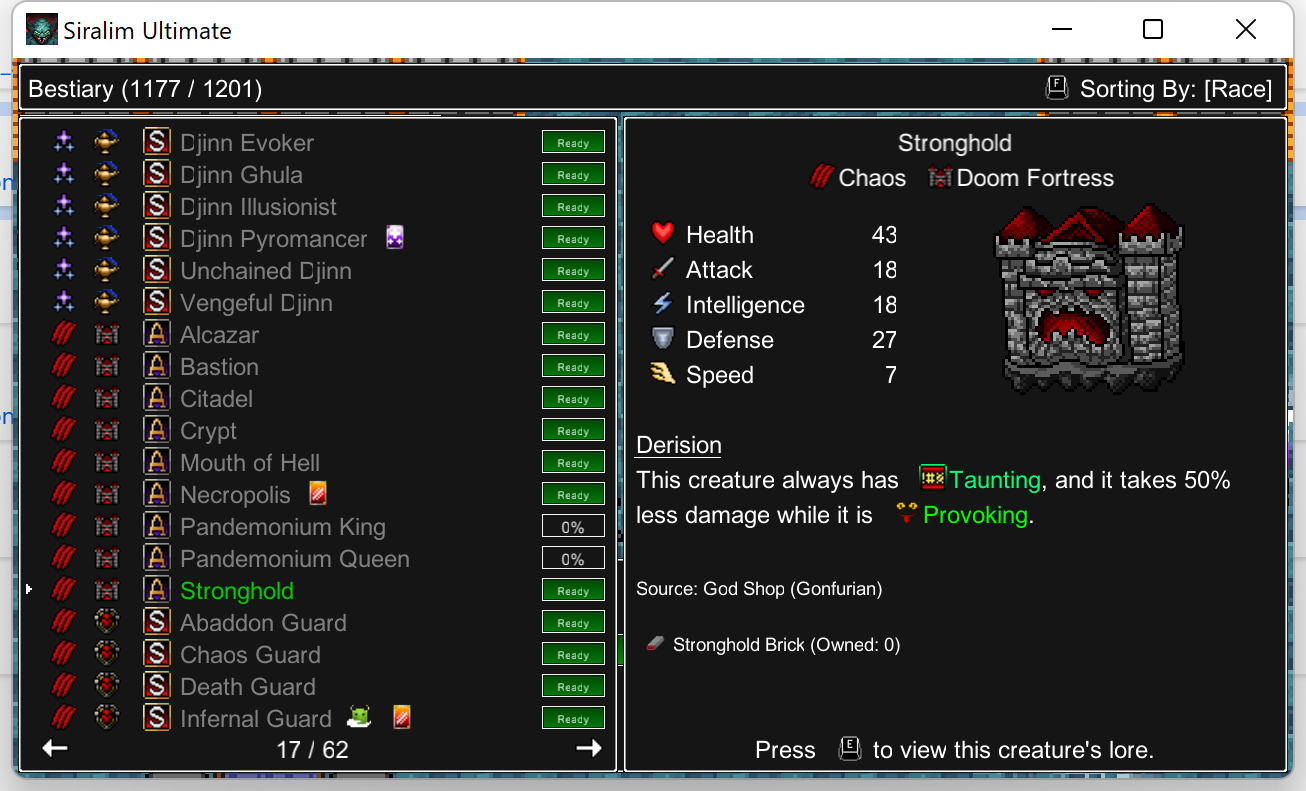 Siralim Ultimate
Bestiary (1177 / 1201)
F Sorting By: [Race]
S Djinn Evoker Ready
S Djinn Ghula Ready
S Djinn Illusionist Ready
S Djinn Pyromancer Ready
S Unchained Djinn Ready
S Vengeful Djinn Ready
A Alcazar Ready
A Bastion Ready
A Citadel Ready
A Crypt Ready
A Mouth of Hell Ready
A Necropolis Ready
A Pandemonium King 0%
A Pandemonium Queen 0%
A Stronghold Ready
S Abaddon Guard Ready
S Chaos Guard Ready
S Death Guard Ready
S Infernal Guard Ready
17 / 62
Stronghold
Chaos Doom Fortress
Health 43
Attack 18
Intelligence 18
Defense 27
Speed 7
Derision
This creature always has !#% Taunting, and it takes 50%
less damage while it is Provoking.
Source: God Shop (Gonfurian)
Stronghold Brick (Owned: 0)
Press E to view this creature's lore.